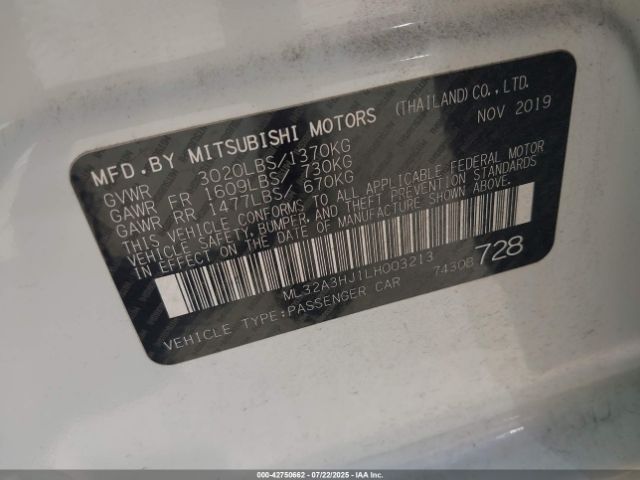 MFD.BY MITSUBISHI MOTORS (THAILAND)CO.,LTD.
NOV 2019
GVWR 3020LBS/1370KG
GAWR FR 1609LBS/ 730KG
GAWR RR 1477LBS/ 670KG
THIS VEHICLE CONFORMS TO ALL APPLICABLE FEDERAL MOTOR
VEHICLE SAFETY, BUMPER, AND THEFT PREVENTION STANDARDS
IN EFFECT ON THE DATE OF MANUFACTURE SHOWN ABOVE.
ML32A3HJ1LH003213
7430B 728
VEHICLE TYPE:PASSENGER CAR
000-42750662 - 07/22/2025 - IAA Inc.